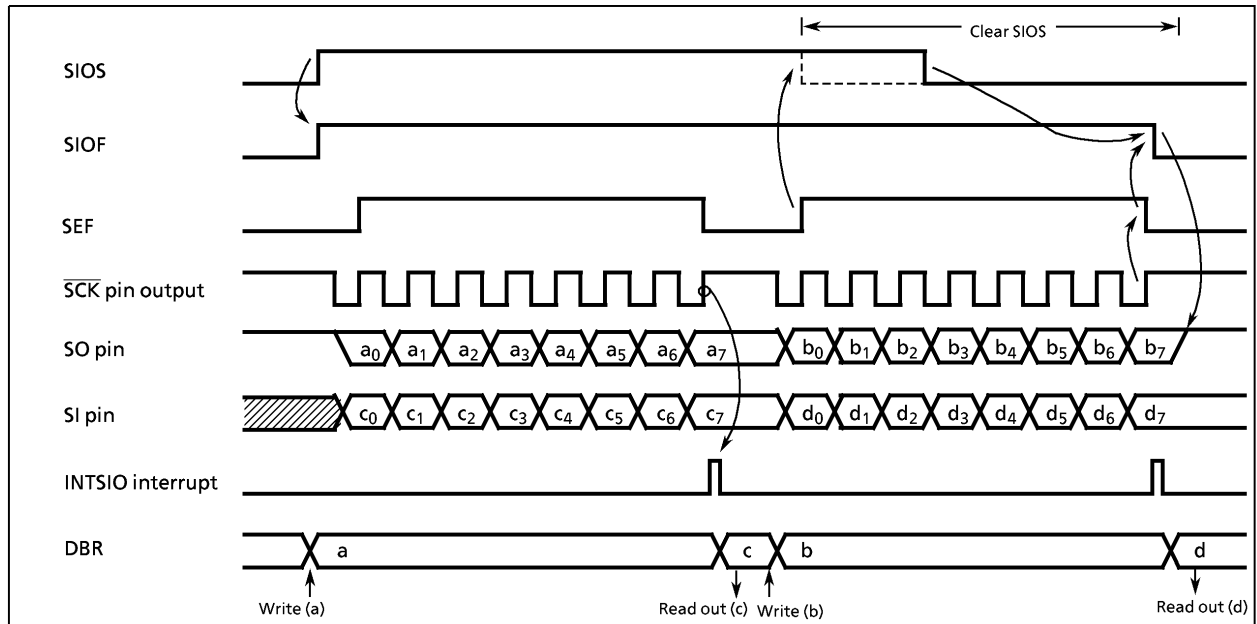 Clear SIOS
SIOS
SIOF
SEF
SCK pin output
SO pin a0 a1 a2 a3 a4 a5 a6 a7 b0 b1 b2 b3 b4 b5 b6 b7
SI pin c0 c1 c2 c3 c4 c5 c6 c7 d0 d1 d2 d3 d4 d5 d6 d7
INTSIO interrupt
DBR a c b d
Write (a) Read out (c) Write (b) Read out (d)